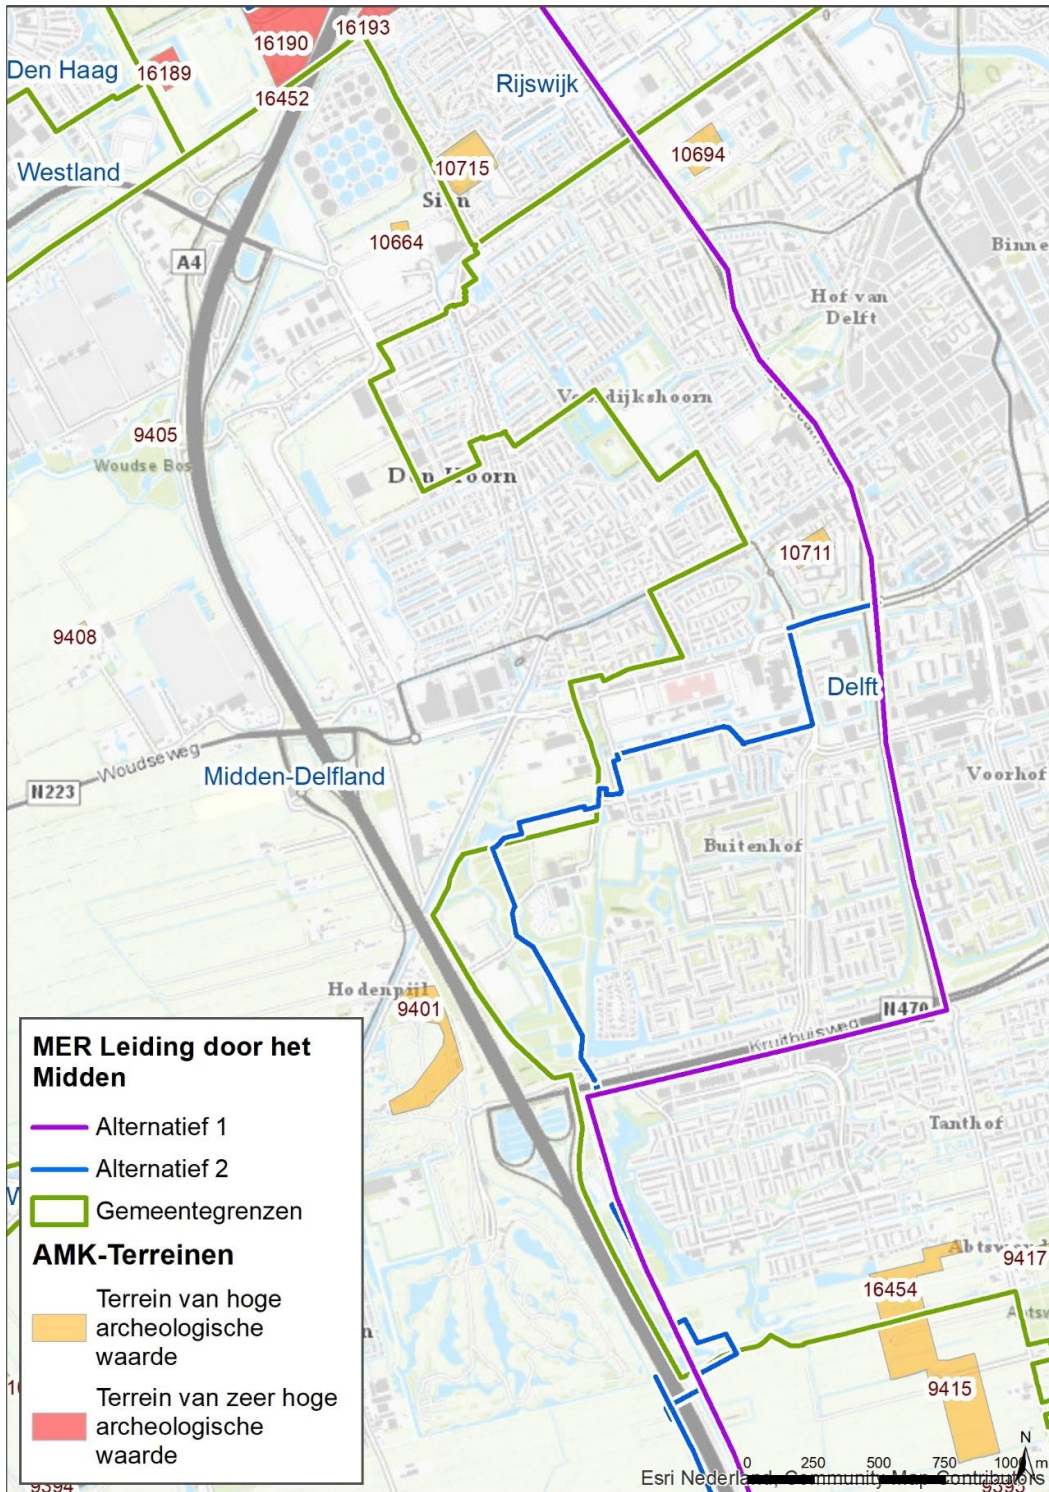 16193
16190
Den Haag
16189
Rijswijk
16452
10715
10694
Westland
10664
A4
Binne
Hof van
Delft
9405
Woudse Bos
10711
9408
Delft
Woudseweg
Midden-Delfland
N223
Voorhof
Buitenhof
Hodenpijl
9401
N470
Kruithuisweg
Tanthof
9417
16454
9415
MER Leiding door het
Midden
Alternatief 1
Alternatief 2
Gemeentegrenzen
AMK-Terreinen
Terrein van hoge
archeologische
waarde
Terrein van zeer hoge
archeologische
waarde
N
0 250 500 750 1000 m
Esri Nederland, Community Map Contributors
9394
9393